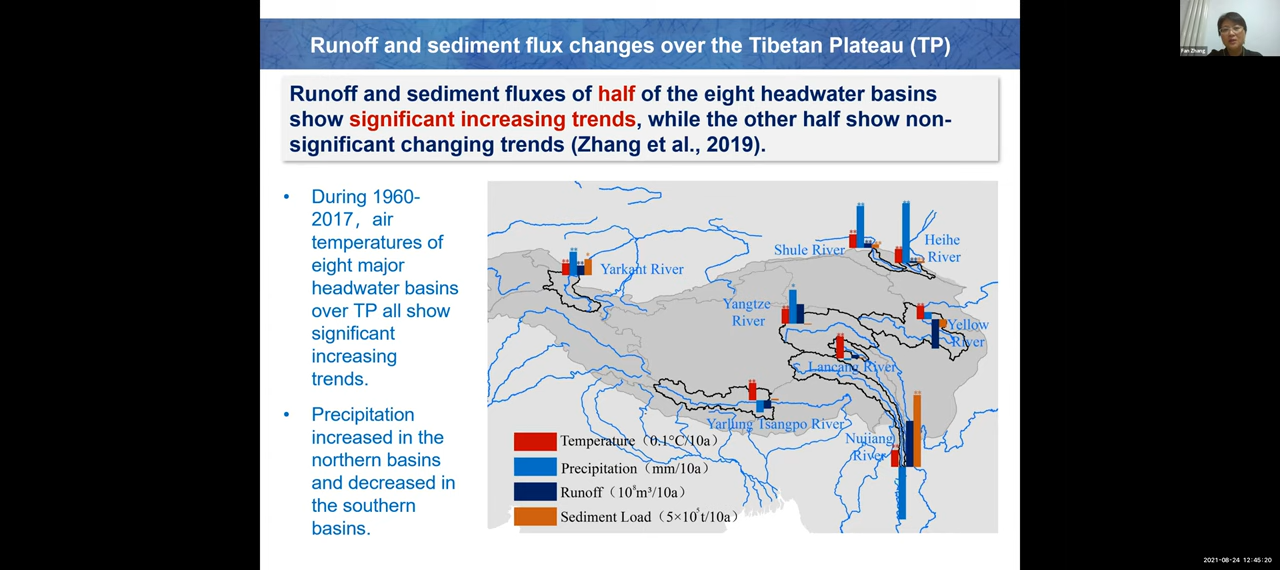 Runoff and sediment flux changes over the Tibetan Plateau (TP)
Fan Zhang
Runoff and sediment fluxes of half of the eight headwater basins
show significant increasing trends, while the other half show non-
significant changing trends (Zhang et al., 2019).
• During 1960-
2017，air
temperatures of
eight major
headwater basins
over TP all show
significant
increasing
trends.
• Precipitation
increased in the
northern basins
and decreased in
the southern
basins.
Shule River
Heihe
River
Yarkant River
Yangtze
River
Yellow
River
Lancang River
Yarlung Tsangpo River
Nujiang
River
Temperature（0.1°C/10a）
Precipitation（mm/10a）
Runoff（10⁸m³/10a）
Sediment Load（5×10⁵t/10a）
2021-08-24 12:45:20